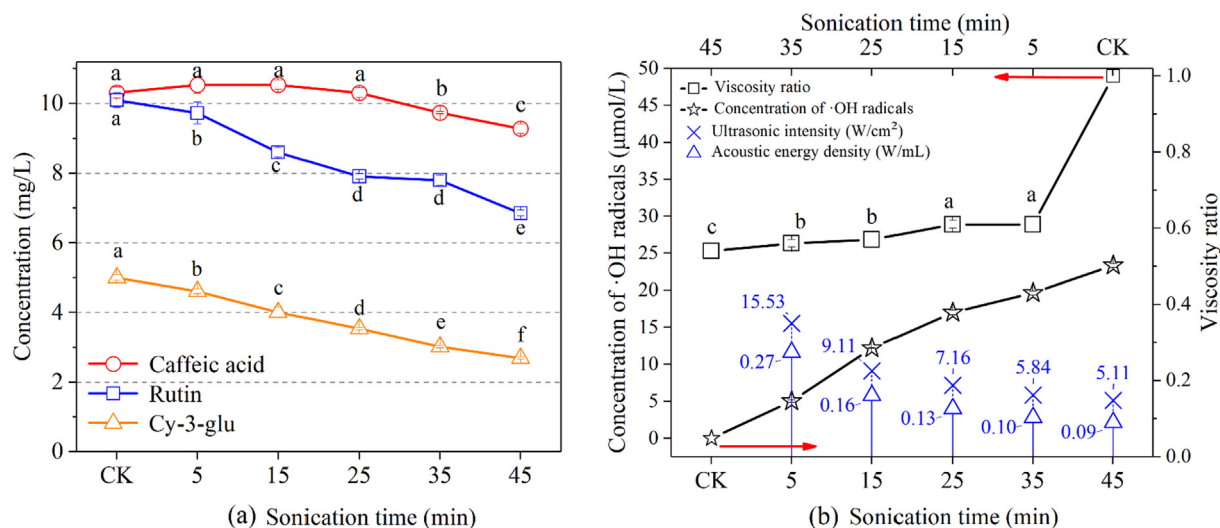 Concentration (mg/L)
10
8
6
4
2
0
a
a
a
a
b
c
a
b
c
d
d
e
a
b
c
d
e
f
Caffeic acid
Rutin
Cy-3-glu
CK
5
15
25
35
45
(a) Sonication time (min)
Sonication time (min)
45
35
25
15
5
CK
Concentration of ·OH radicals (μmol/L)
50
45
40
35
30
25
20
15
10
5
0
Viscosity ratio
Concentration of ·OH radicals
Ultrasonic intensity (W/cm²)
Acoustic energy density (W/mL)
c
b
b
a
a
15.53
9.11
7.16
5.84
5.11
0.27
0.16
0.13
0.10
0.09
1.0
0.8
0.6
0.4
0.2
0.0
Viscosity ratio
CK
5
15
25
35
45
(b) Sonication time (min)